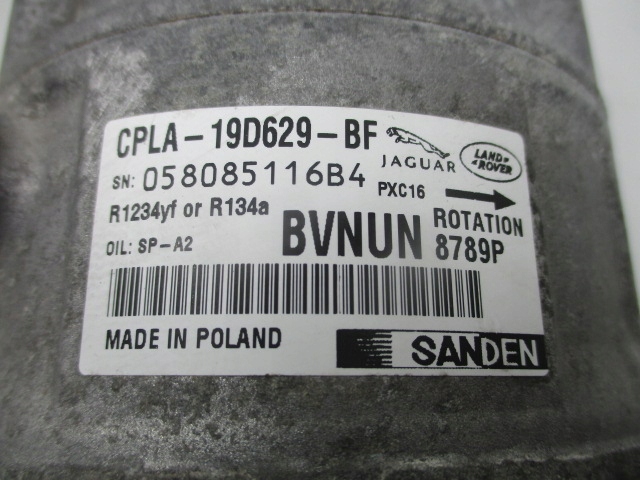 CPLA-19D629-BF JAGUAR LAND ROVER
SN: 058085116B4 PXC16
R1234yf or R134a BVNUN ROTATION
OIL: SP-A2 8789P
MADE IN POLAND SANDEN